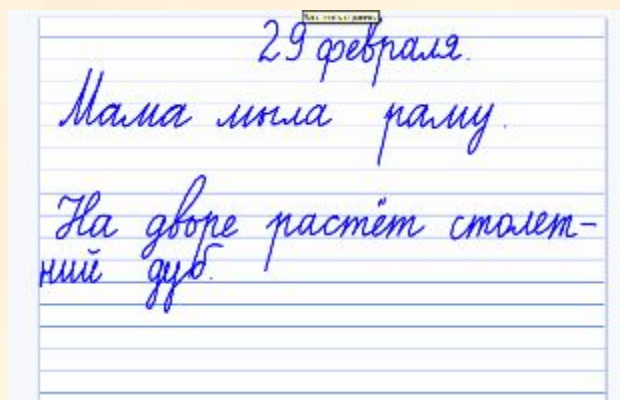 29 февраля.
Мама мыла раму.
На дворе растёт столет-
ний дуб.